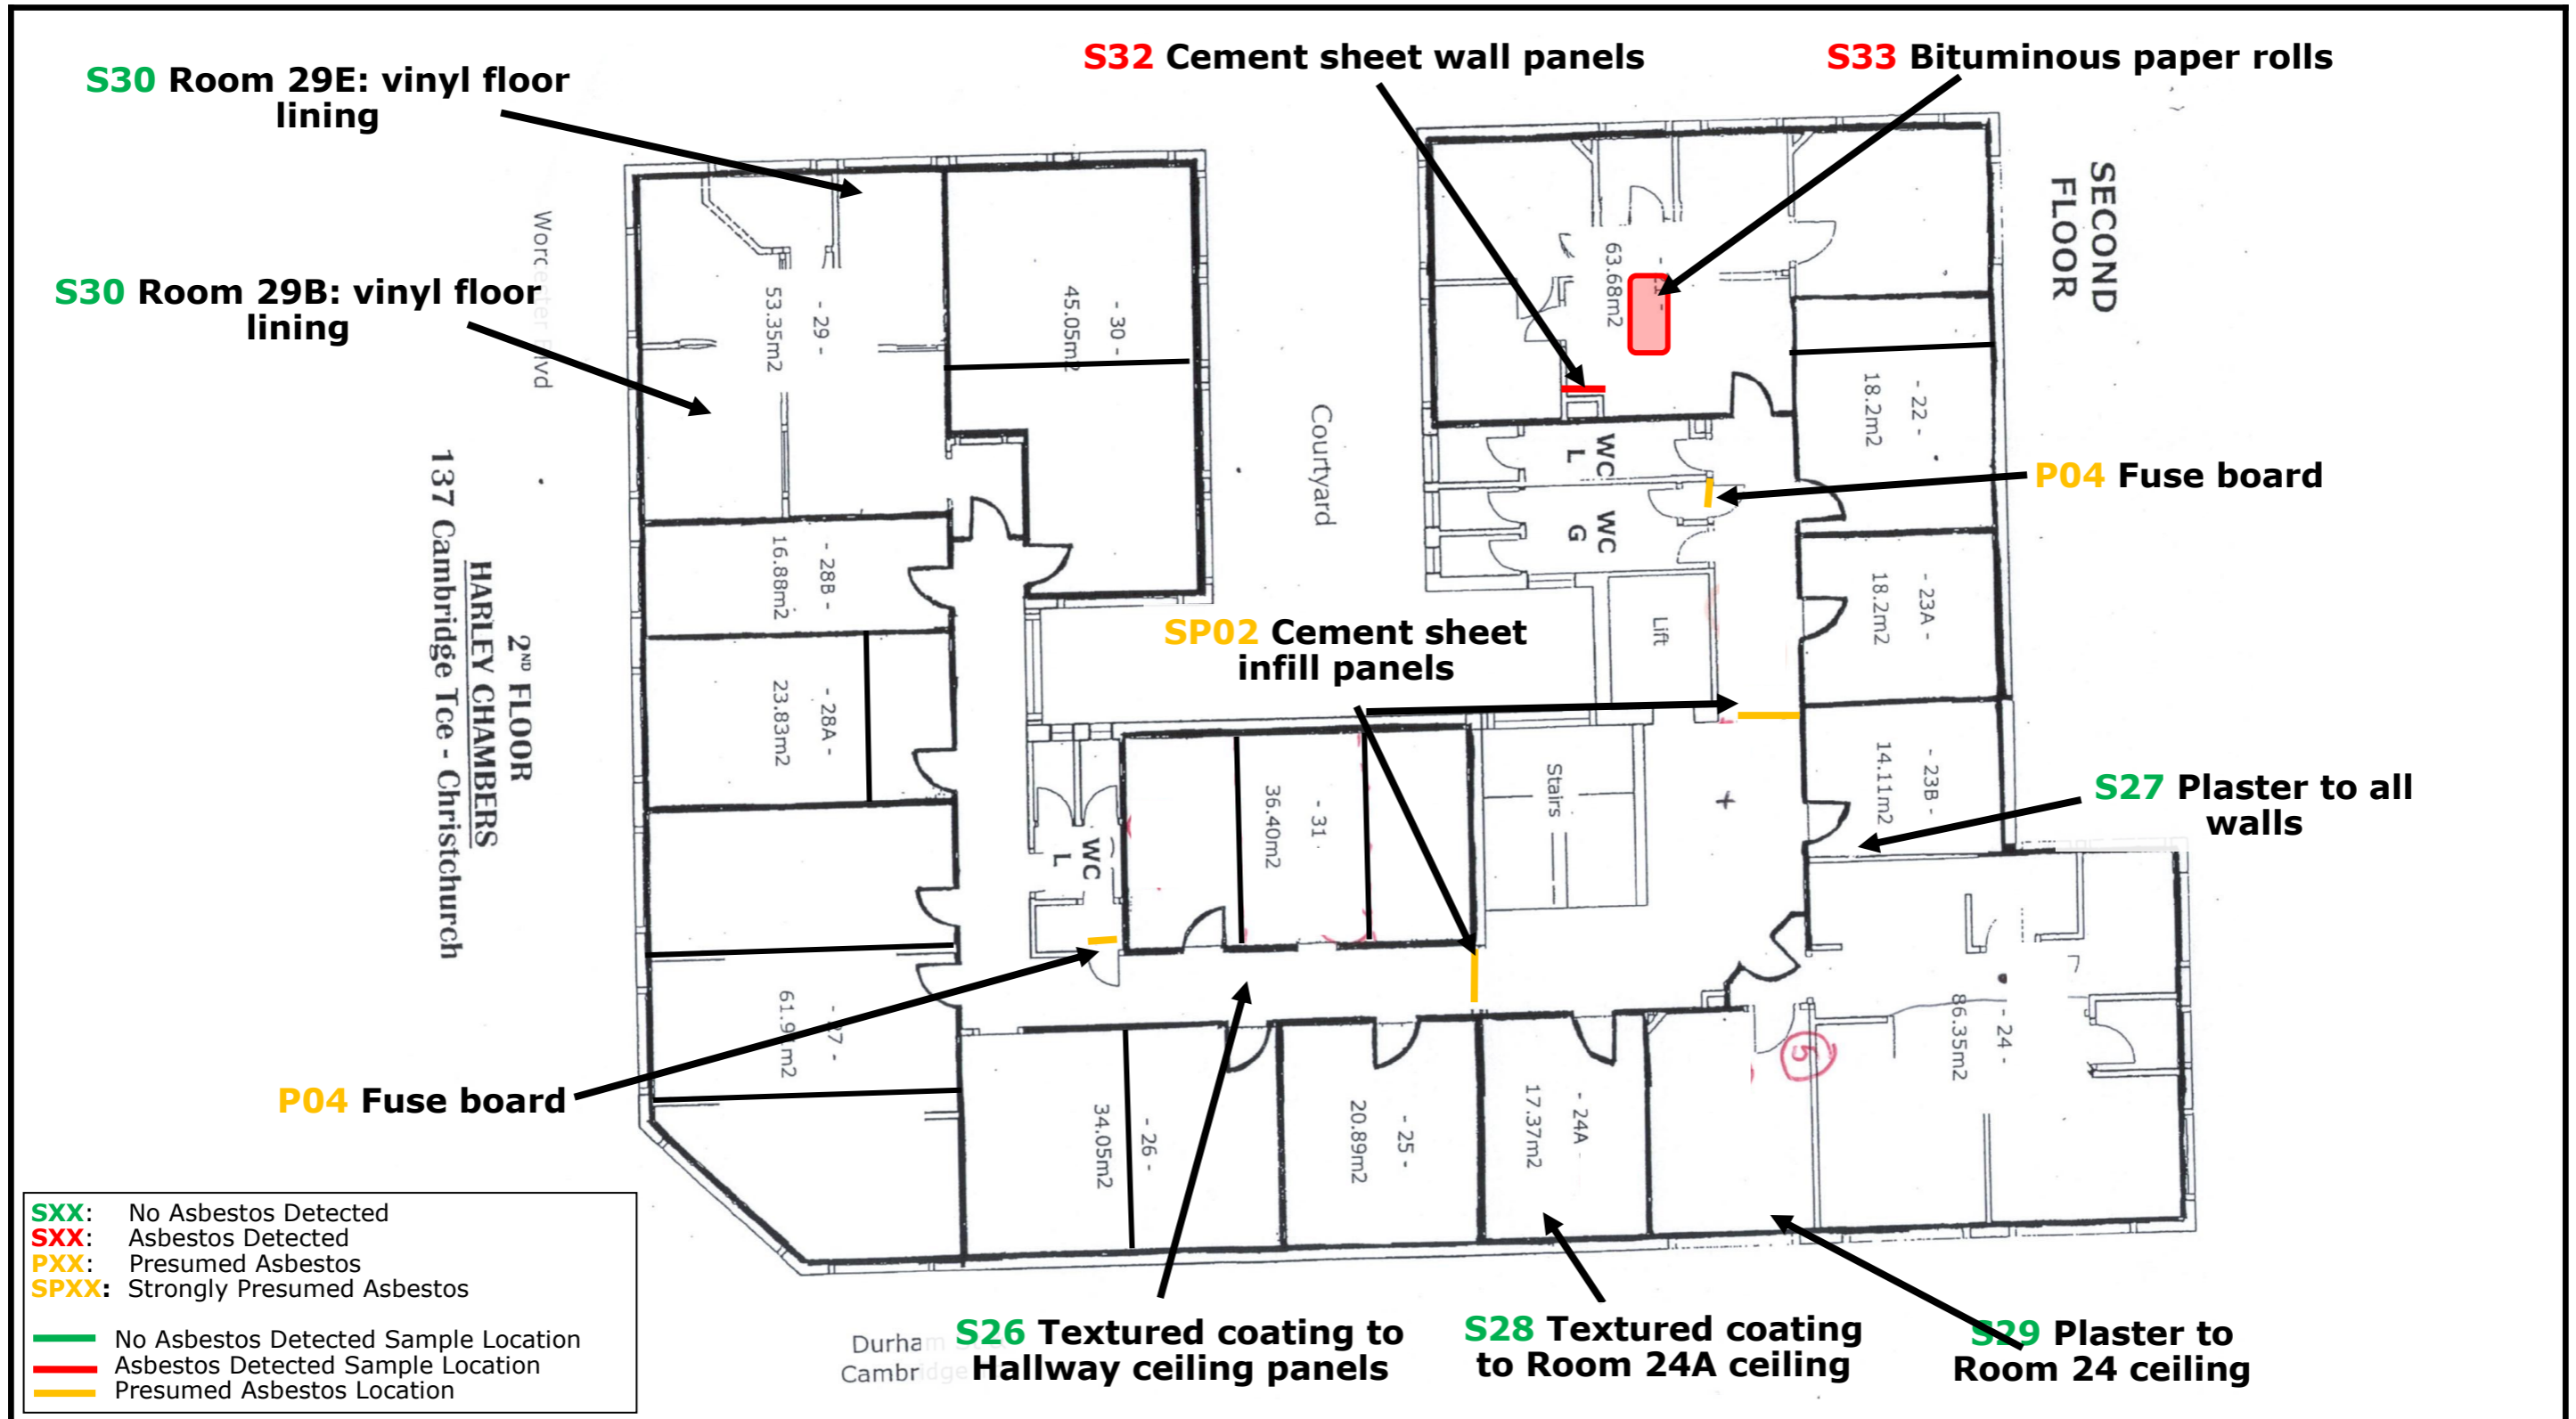 S30 Room 29E: vinyl floor
lining
S32 Cement sheet wall panels
S33 Bituminous paper rolls
SECOND
FLOOR
S30 Room 29B: vinyl floor
lining
- 29 -
53.35m2
- 30 -
45.05m2
Courtyard
63.68m2
- 22 -
18.2m2
WC
L
WC
G
P04 Fuse board
- 28B -
16.88m2
- 23A -
18.2m2
Lift
SP02 Cement sheet
infill panels
- 28A -
23.83m2
- 23B -
14.11m2
S27 Plaster to all
walls
2ND FLOOR
HARLEY CHAMBERS
137 Cambridge Tce - Christchurch
WC
L
- 31
36.40m2
Stairs
- 24 -
86.35m2
5
P04 Fuse board
- 26 -
34.05m2
- 25 -
20.89m2
- 24A
17.37m2
S26 Textured coating to
Hallway ceiling panels
S28 Textured coating
to Room 24A ceiling
S29 Plaster to
Room 24 ceiling
SXX: No Asbestos Detected
SXX: Asbestos Detected
PXX: Presumed Asbestos
SPXX: Strongly Presumed Asbestos
No Asbestos Detected Sample Location
Asbestos Detected Sample Location
Presumed Asbestos Location